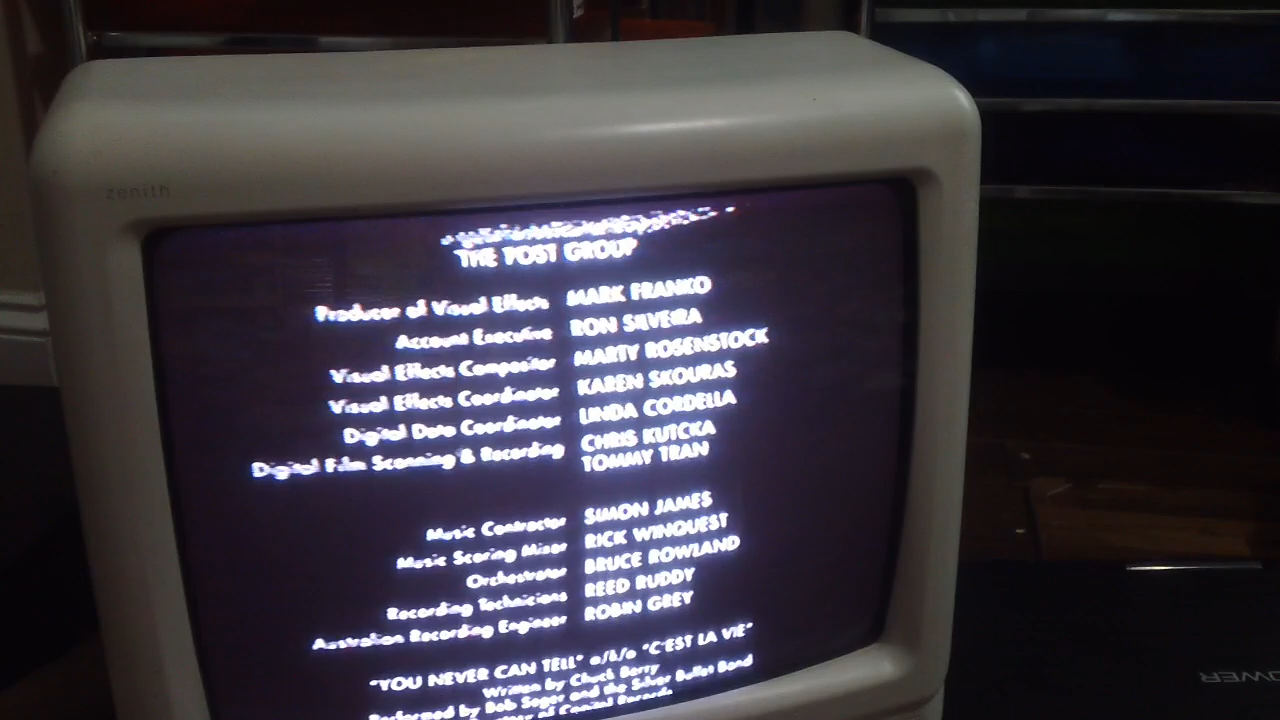 zenith
THE POST GROUP
Producer of Visual Effects MARK FRANKO
Account Executive RON SILVEIRA
Visual Effects Compositor MARTY ROSENSTOCK
Visual Effects Coordinator KAREN SKOURAS
Digital Data Coordinator LINDA CORDELLA
Digital Film Scanning & Recording CHRIS KUTCKA
TOMMY TRAN
Music Contractor SIMON JAMES
Music Scoring Mixer RICK WINQUEST
Orchestrator BRUCE ROWLAND
Recording Technicians REED RUDDY
Australian Recording Engineer ROBIN GREY
"YOU NEVER CAN TELL" a/k/a "C'EST LA VIE"
Written by Chuck Berry
Performed by Bob Seger and the Silver Bullet Band
of Capitol Records
OWER